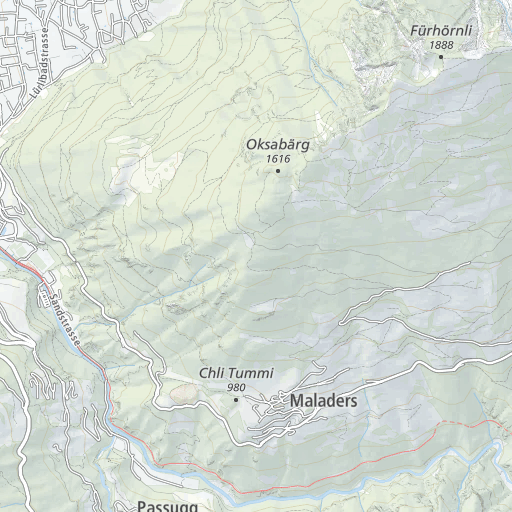 Fürhörnli
1888
Lürlibadstrasse
Oksabärg
1616
Sandstrasse
Chli Tummi
980
Maladers
Passugg